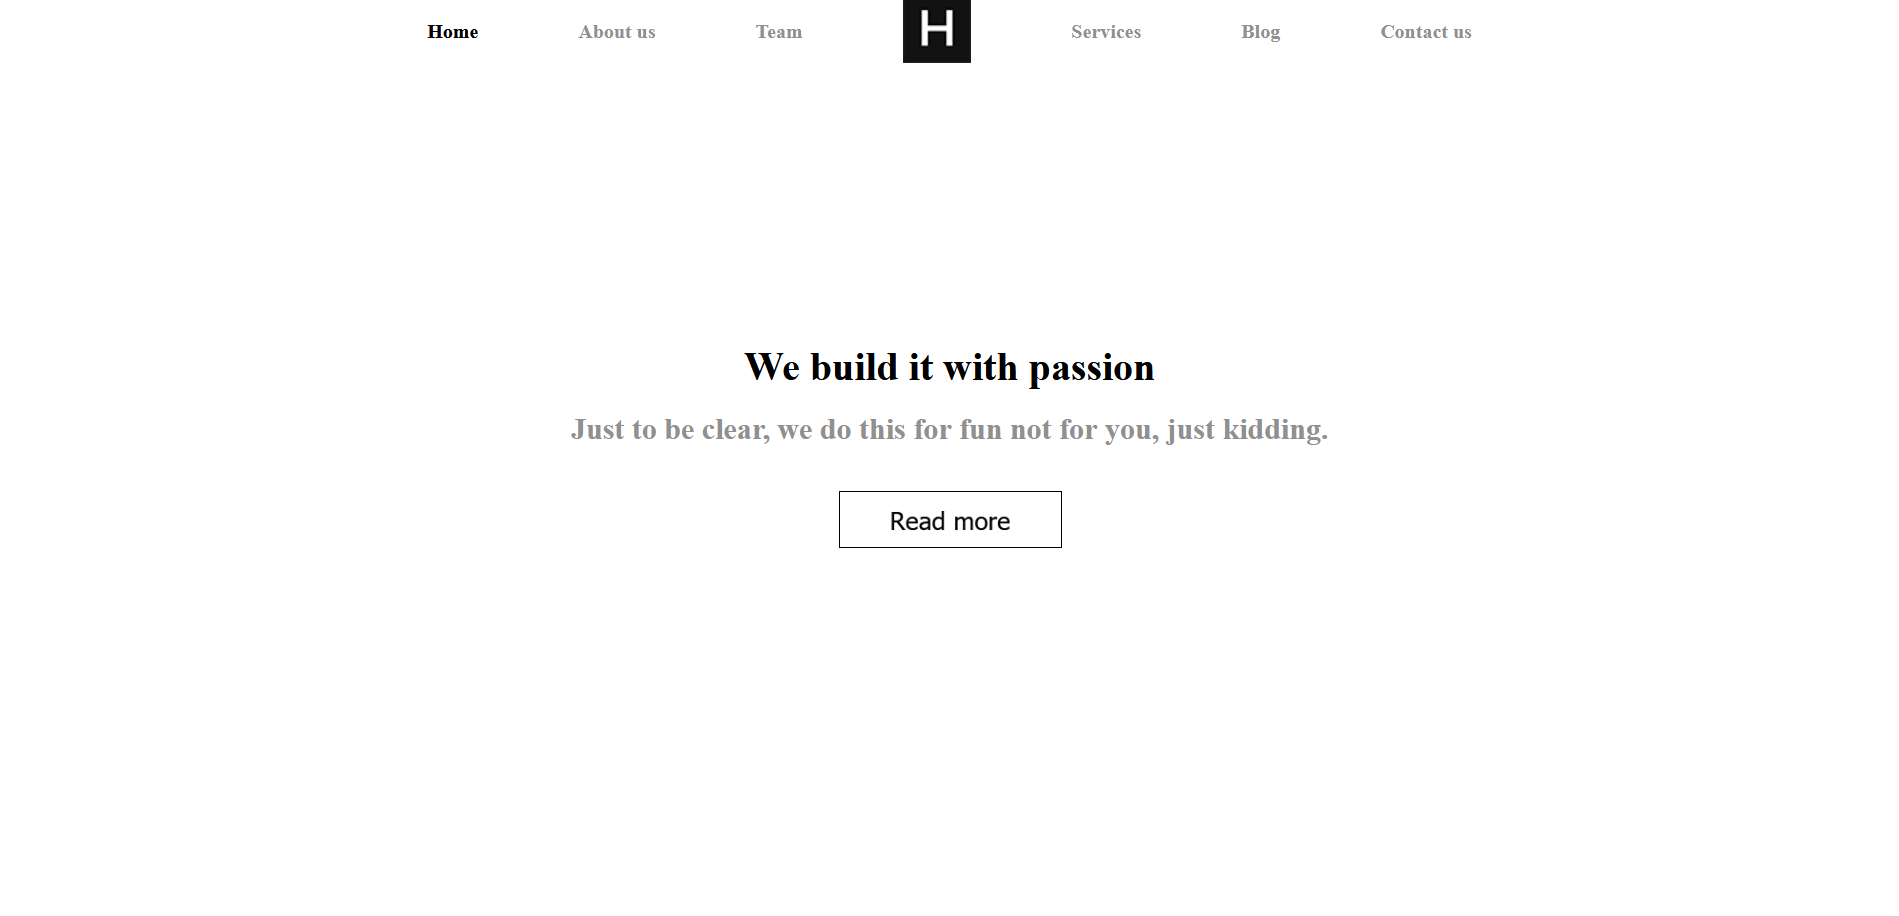 Home About us Team H Services Blog Contact us
We build it with passion
Just to be clear, we do this for fun not for you, just kidding.
Read more